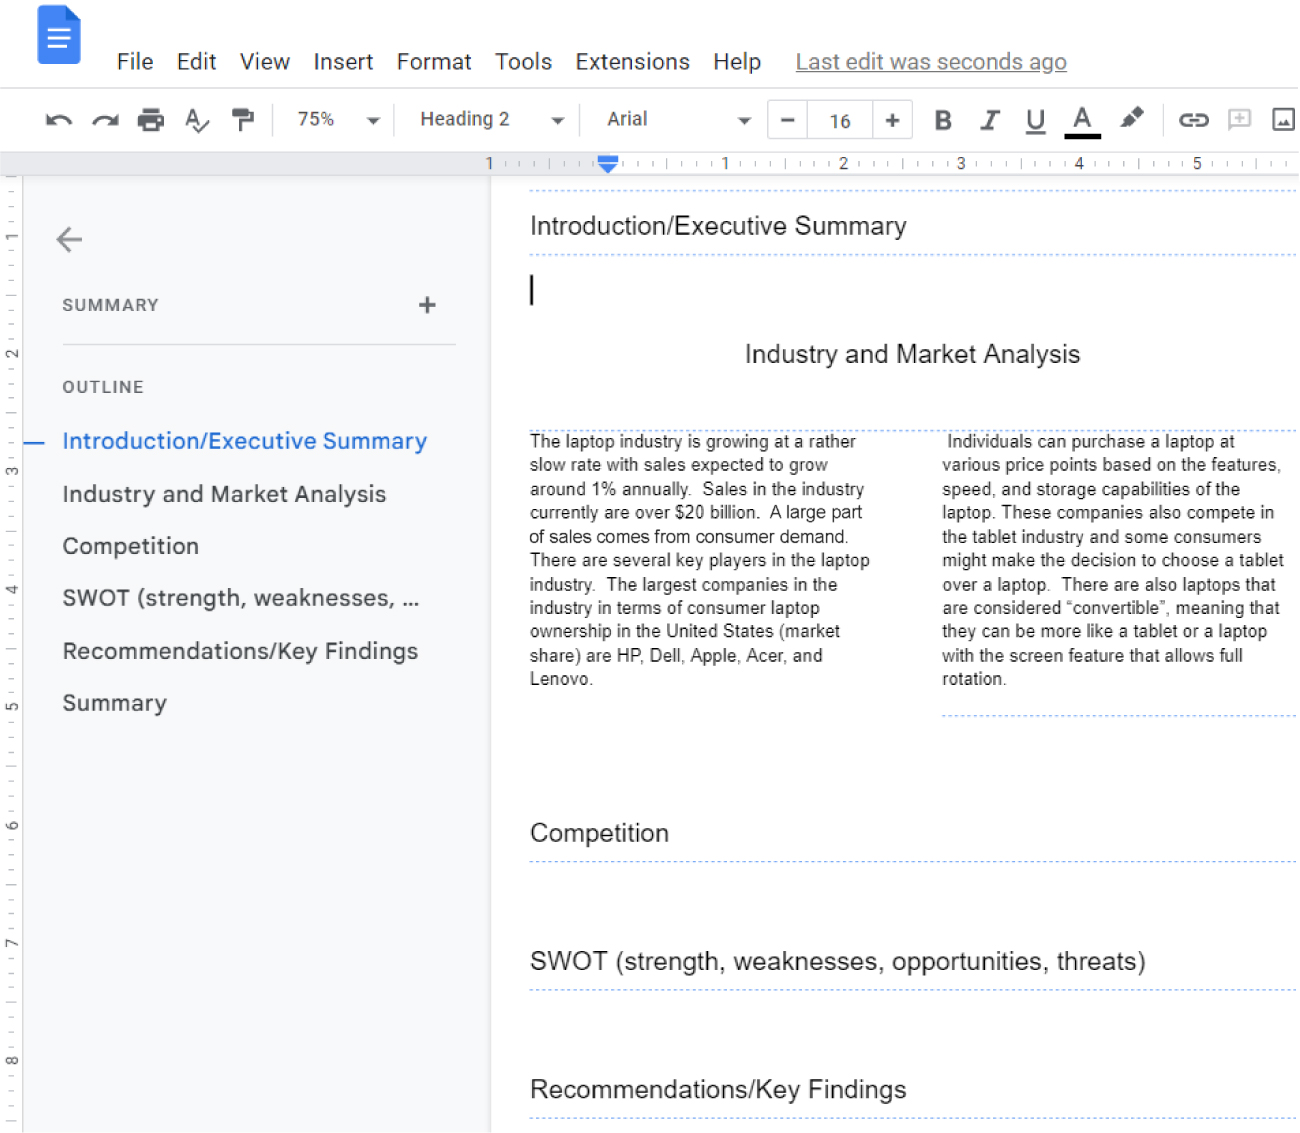 File Edit View Insert Format Tools Extensions Help Last edit was seconds ago
75% Heading 2 Arial − 16 + B I U A
1 1 2 3 4 5
1
2
3
4
5
6
7
8
SUMMARY +
OUTLINE
Introduction/Executive Summary
Industry and Market Analysis
Competition
SWOT (strength, weaknesses, ...
Recommendations/Key Findings
Summary
Introduction/Executive Summary
Industry and Market Analysis
The laptop industry is growing at a rather
slow rate with sales expected to grow
around 1% annually.  Sales in the industry
currently are over $20 billion.  A large part
of sales comes from consumer demand.
There are several key players in the laptop
industry.  The largest companies in the
industry in terms of consumer laptop
ownership in the United States (market
share) are HP, Dell, Apple, Acer, and
Lenovo.
Individuals can purchase a laptop at
various price points based on the features,
speed, and storage capabilities of the
laptop. These companies also compete in
the tablet industry and some consumers
might make the decision to choose a tablet
over a laptop.  There are also laptops that
are considered “convertible”, meaning that
they can be more like a tablet or a laptop
with the screen feature that allows full
rotation.
Competition
SWOT (strength, weaknesses, opportunities, threats)
Recommendations/Key Findings